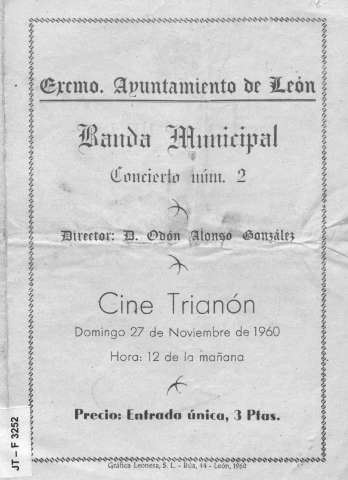 Excmo. Ayuntamiento de León
Banda Municipal
Concierto núm. 2
Director: D. Odón Alonso González
Cine Trianón
Domingo 27 de Noviembre de 1960
Hora: 12 de la mañana
Precio: Entrada única, 3 Ptas.
Gráfica Leonesa, S. L. - Rúa, 44 - León, 1960
JT – F 3252